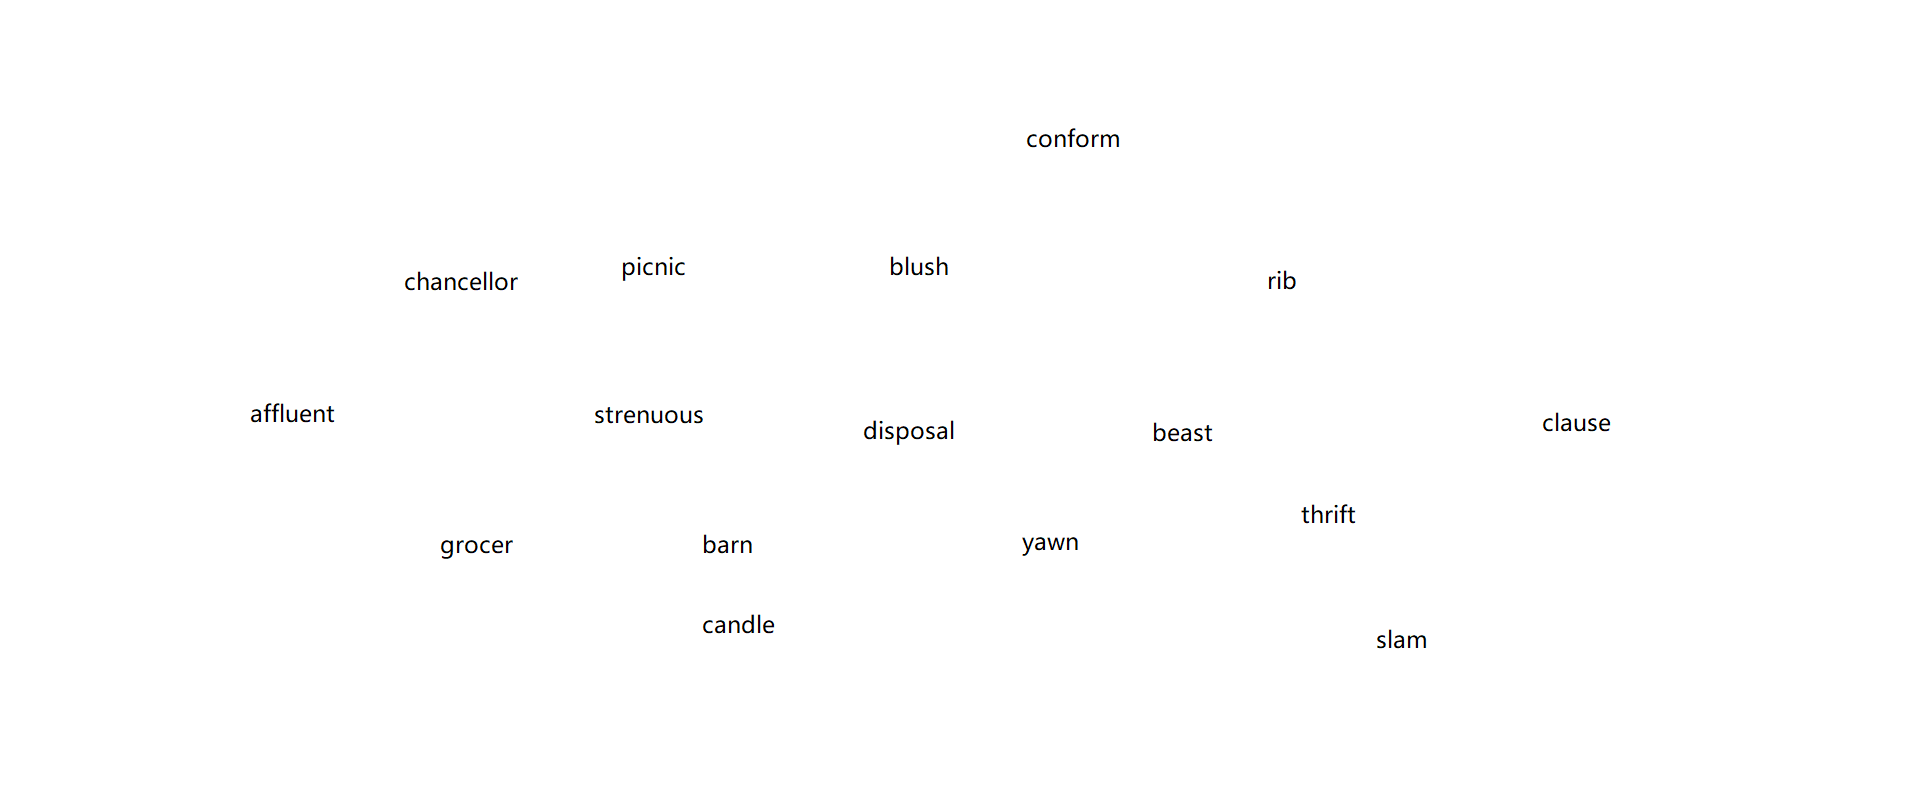 conform
chancellor picnic blush rib
affluent strenuous disposal beast clause
thrift
grocer barn yawn
candle slam